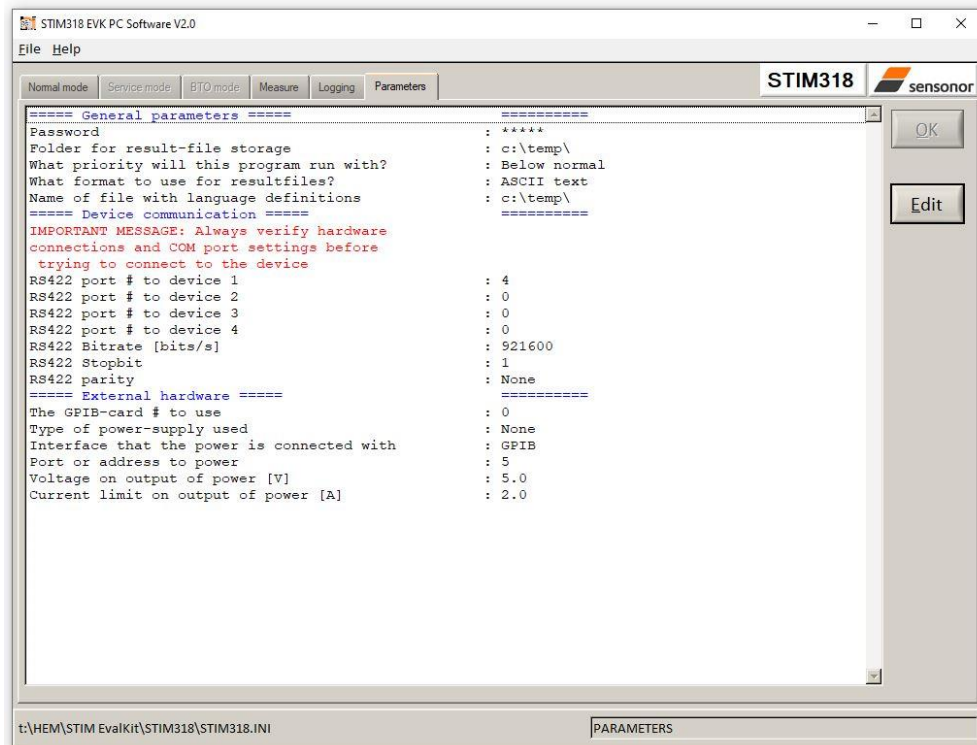 STIM318 EVK PC Software V2.0
File Help
Normal mode Service mode BTO mode Measure Logging Parameters
STIM318 sensonor
===== General parameters ===== ==========
Password : *****
Folder for result-file storage : c:\temp\
What priority will this program run with? : Below normal
What format to use for resultfiles? : ASCII text
Name of file with language definitions : c:\temp\
===== Device communication ===== ==========
IMPORTANT MESSAGE: Always verify hardware
connections and COM port settings before
trying to connect to the device
RS422 port # to device 1 : 4
RS422 port # to device 2 : 0
RS422 port # to device 3 : 0
RS422 port # to device 4 : 0
RS422 Bitrate [bits/s] : 921600
RS422 Stopbit : 1
RS422 parity : None
===== External hardware ===== ==========
The GPIB-card # to use : 0
Type of power-supply used : None
Interface that the power is connected with : GPIB
Port or address to power : 5
Voltage on output of power [V] : 5.0
Current limit on output of power [A] : 2.0
OK
Edit
t:\HEM\STIM EvalKit\STIM318\STIM318.INI PARAMETERS